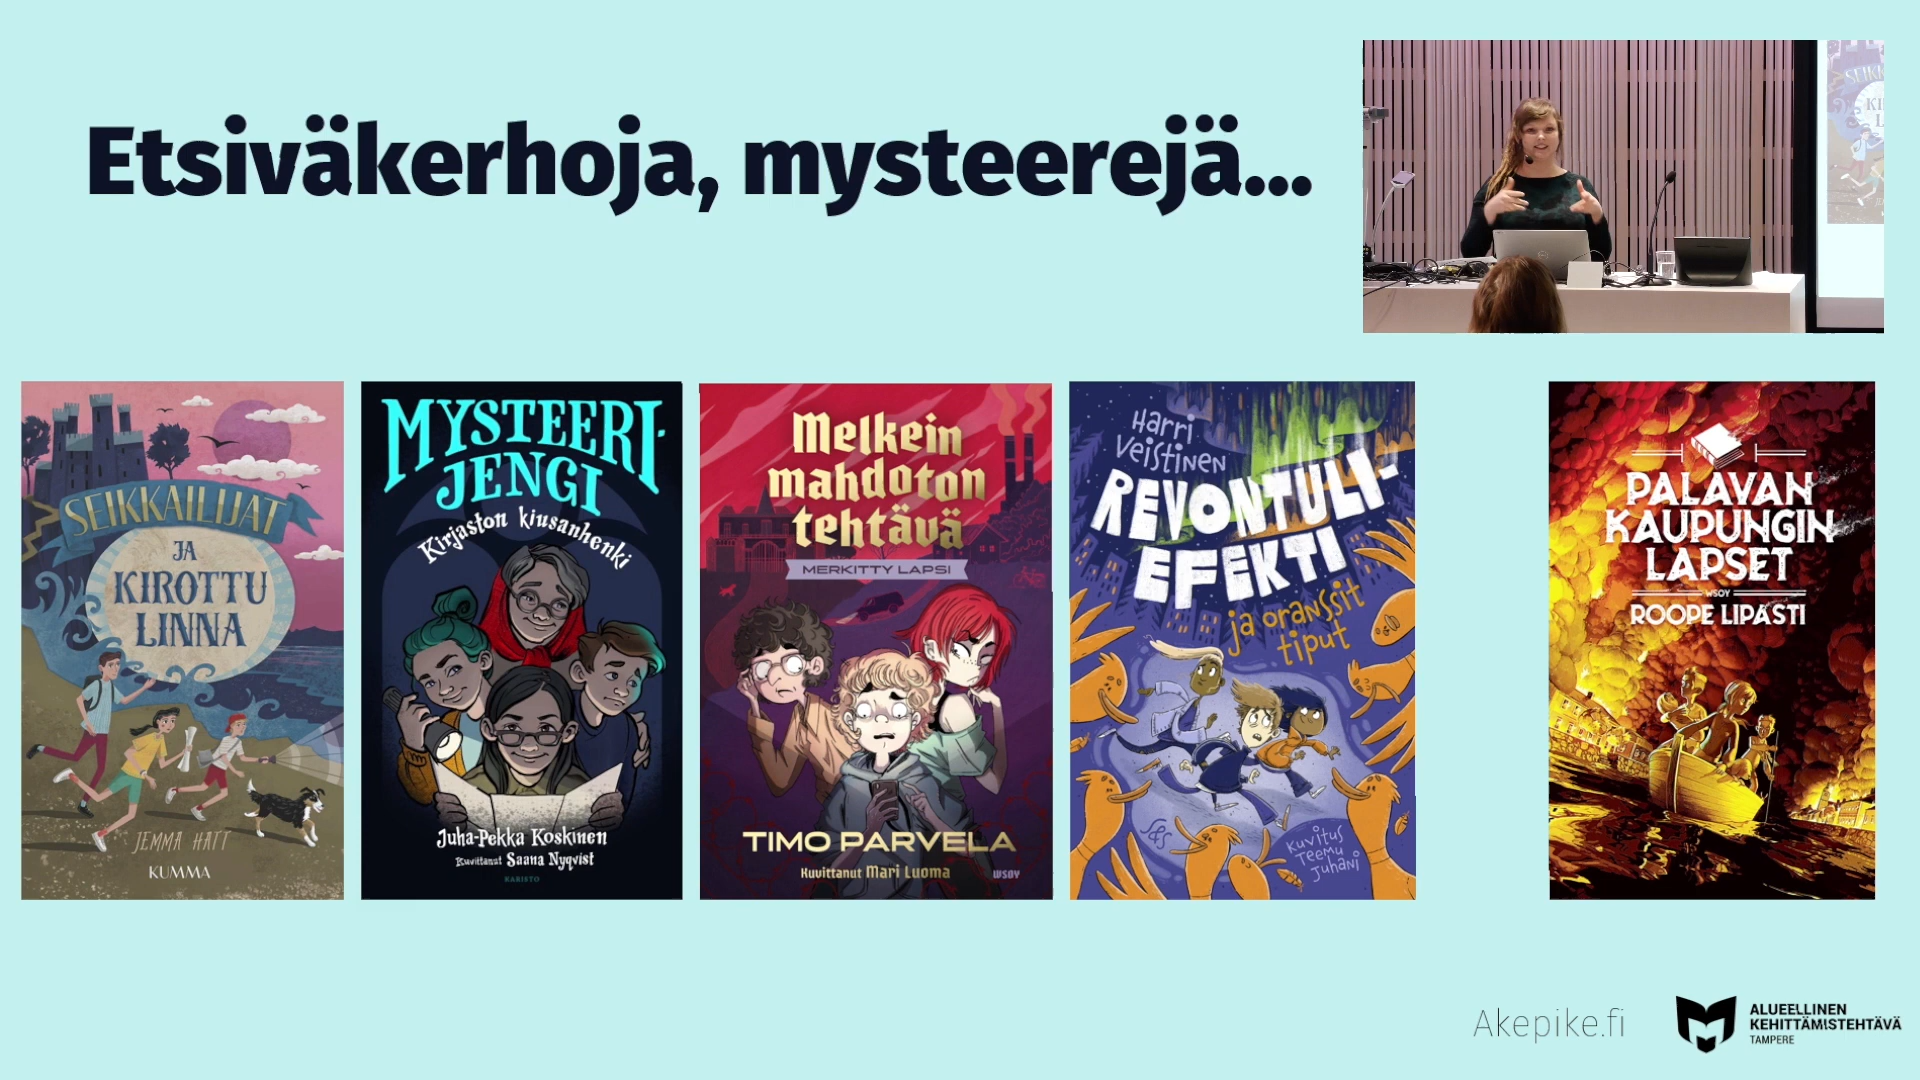 Etsiväkerhoja, mysteerejä...
SEIKKAILIJAT
JA
KIROTTU
LINNA
JEMMA HATT
KUMMA
MYSTEERI-
JENGI
Kirjaston kiusanhenki
Juha-Pekka Koskinen
Kuvittanut Saana Nyqvist
KARISTO
Melkein
mahdoton
tehtävä
MERKITTY LAPSI
TIMO PARVELA
Kuvittanut Mari Luoma
WSOY
Harri
Veistinen
REVONTULI-
EFEKTI
ja oranssit
tiput
S&S
Kuvitus
Teemu
Juhani
PALAVAN
KAUPUNGIN
LAPSET
WSOY
ROOPE LIPASTI
Akepike.fi
ALUEELLINEN
KEHITTÄMISTEHTÄVÄ
TAMPERE